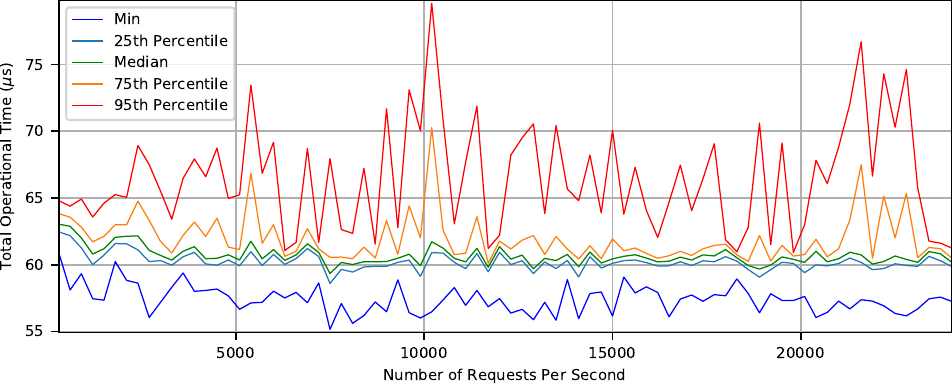 Total Operational Time (μs)
75
70
65
60
55
Min
25th Percentile
Median
75th Percentile
95th Percentile
5000
10000
15000
20000
Number of Requests Per Second